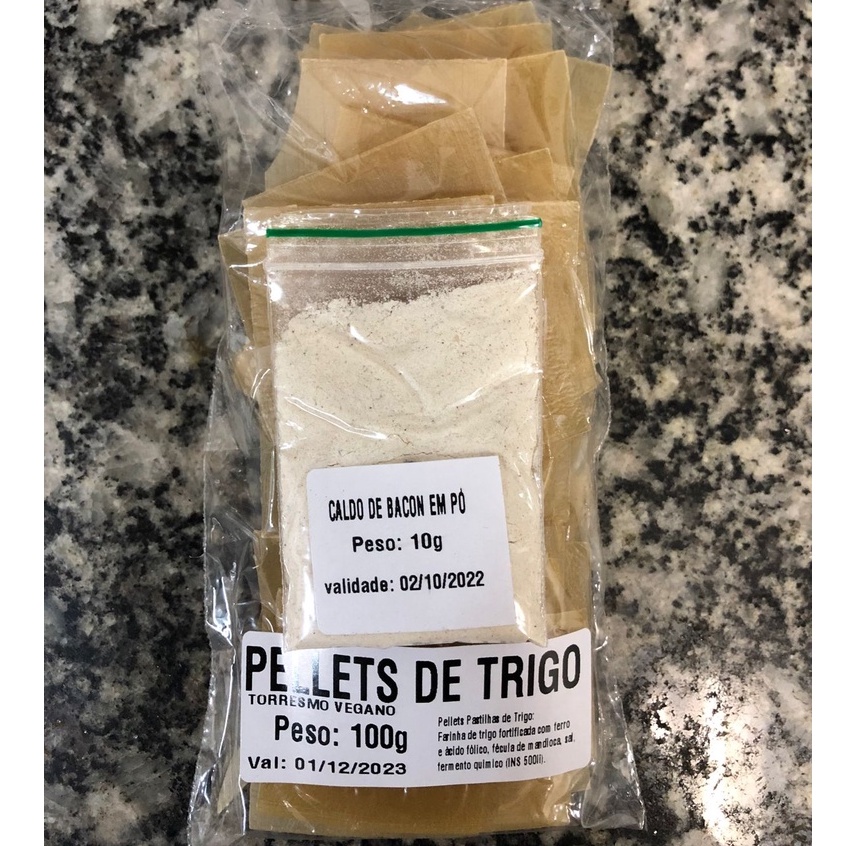 CALDO DE BACON EM PÓ
Peso: 10g
validade: 02/10/2022
PELLETS DE TRIGO
TORRESMO VEGANO
Peso: 100g
Val: 01/12/2023
Pellets Pastilhas de Trigo:
Farinha de trigo fortificada com ferro
e ácido fólico, fécula de mandioca, sal,
fermento químico (INS 500II).